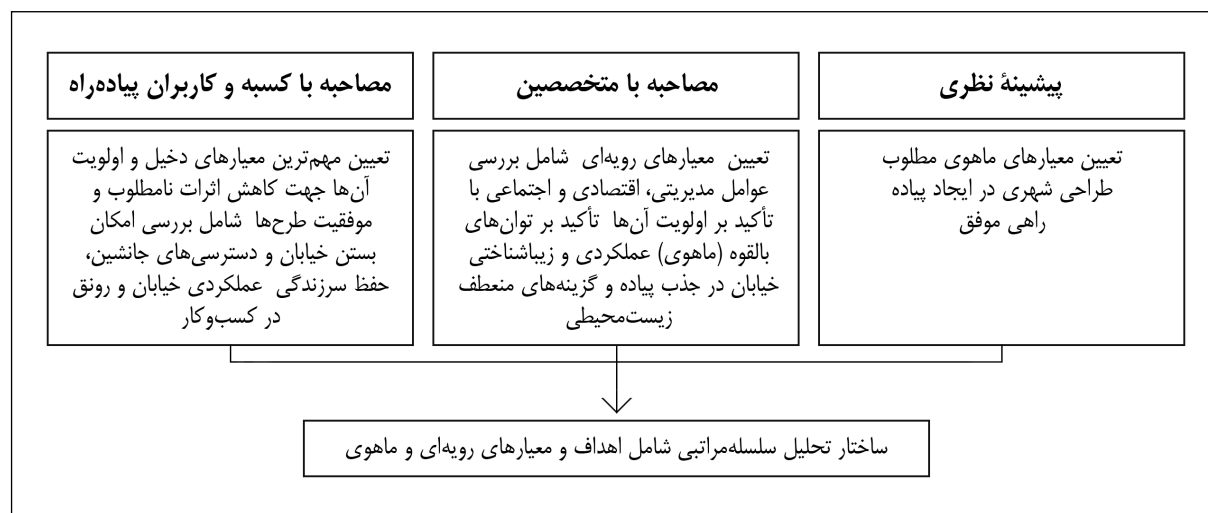 پیشینهٔ نظری
تعیین معیارهای ماهوی مطلوب
طراحی شهری در ایجاد پیاده
راهی موفق
مصاحبه با متخصصین
تعیین معیارهای رویه‌ای شامل بررسی
عوامل مدیریتی، اقتصادی و اجتماعی با
تأکید بر اولویت آن‌ها تأکید بر توان‌های
بالقوه (ماهوی) عملکردی و زیباشناختی
خیابان در جذب پیاده و گزینه‌های منعطف
زیست‌محیطی
مصاحبه با کسبه و کاربران پیاده‌راه
تعیین مهم‌ترین معیارهای دخیل و اولویت
آن‌ها جهت کاهش اثرات نامطلوب و
موفقیت طرح‌ها شامل بررسی امکان
بستن خیابان و دسترسی‌های جانشین،
حفظ سرزندگی عملکردی خیابان و رونق
در کسب‌وکار
ساختار تحلیل سلسله‌مراتبی شامل اهداف و معیارهای رویه‌ای و ماهوی